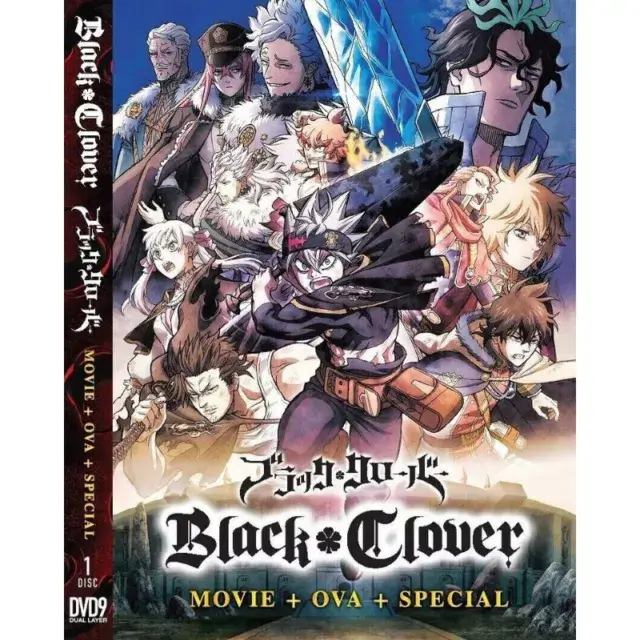 Black Clover
ブラッククローバー
MOVIE + OVA + SPECIAL
1
DISC
DVD9
DUAL LAYER
ブラッククローバー
Black Clover
MOVIE + OVA + SPECIAL